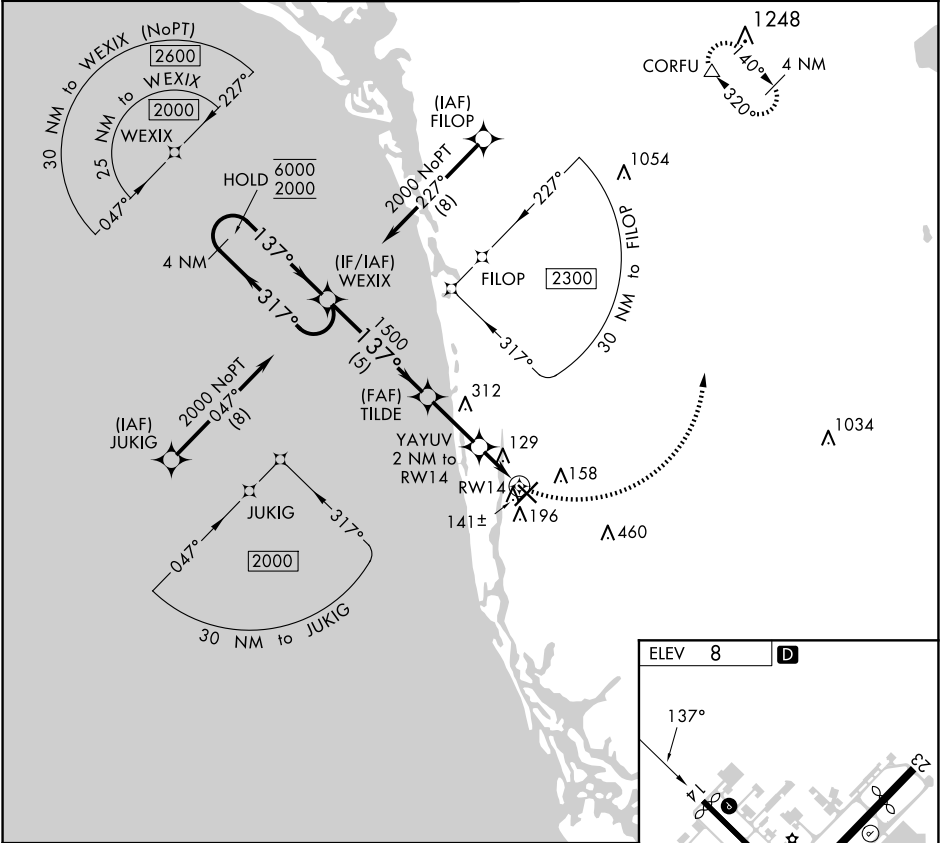 30 NM to WEXIX (NoPT)
2600
25 NM to WEXIX
2000
227°
WEXIX
047°
1248
140°
4 NM
CORFU
320°
(IAF)
FILOP
2000 NoPT
227°
(8)
1054
HOLD
6000
2000
137°
4 NM
317°
(IF/IAF)
WEXIX
227°
FILOP
2300
30 NM to FILOP
317°
1500
137°
(5)
2000 NoPT
047°
(8)
(IAF)
JUKIG
(FAF)
TILDE
312
YAYUV
2 NM to
RW14
129
1034
RW14
158
141±
196
460
JUKIG
047°
317°
2000
30 NM to JUKIG
ELEV 8
D
137°
14
23